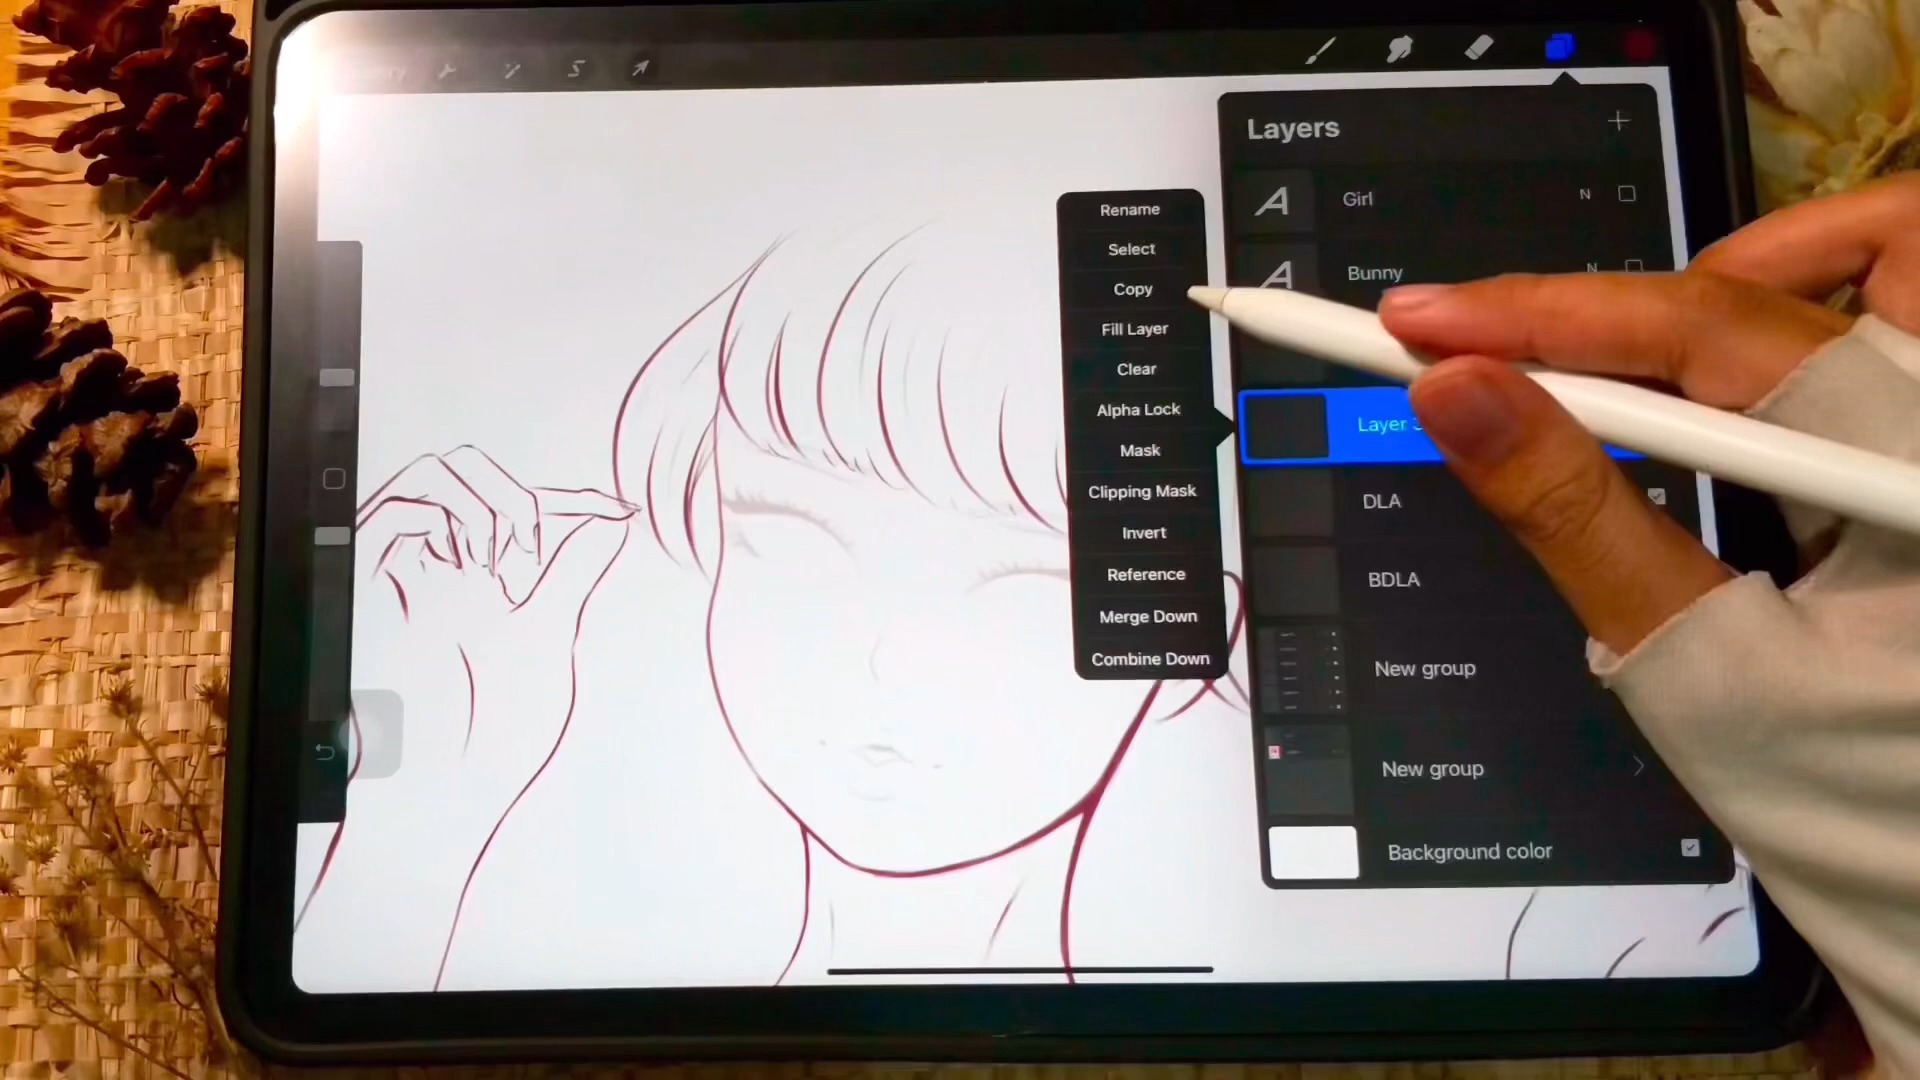 Layers
Girl
N
Bunny
N
Rename
Select
Copy
Fill Layer
Clear
Alpha Lock
Mask
Clipping Mask
Invert
Reference
Merge Down
Combine Down
Layer
DLA
BDLA
New group
New group
Background color